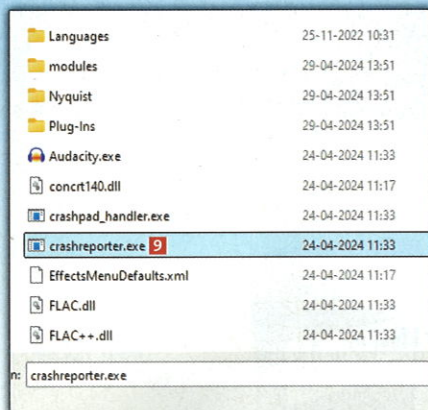 Languages 25-11-2022 10:31
modules 29-04-2024 13:51
Nyquist 29-04-2024 13:51
Plug-Ins 29-04-2024 13:51
Audacity.exe 24-04-2024 11:33
concrt140.dll 24-04-2024 11:17
crashpad_handler.exe 24-04-2024 11:33
crashreporter.exe 9 24-04-2024 11:33
EffectsMenuDefaults.xml 24-04-2024 11:17
FLAC.dll 24-04-2024 11:33
FLAC++.dll 24-04-2024 11:33
n: crashreporter.exe